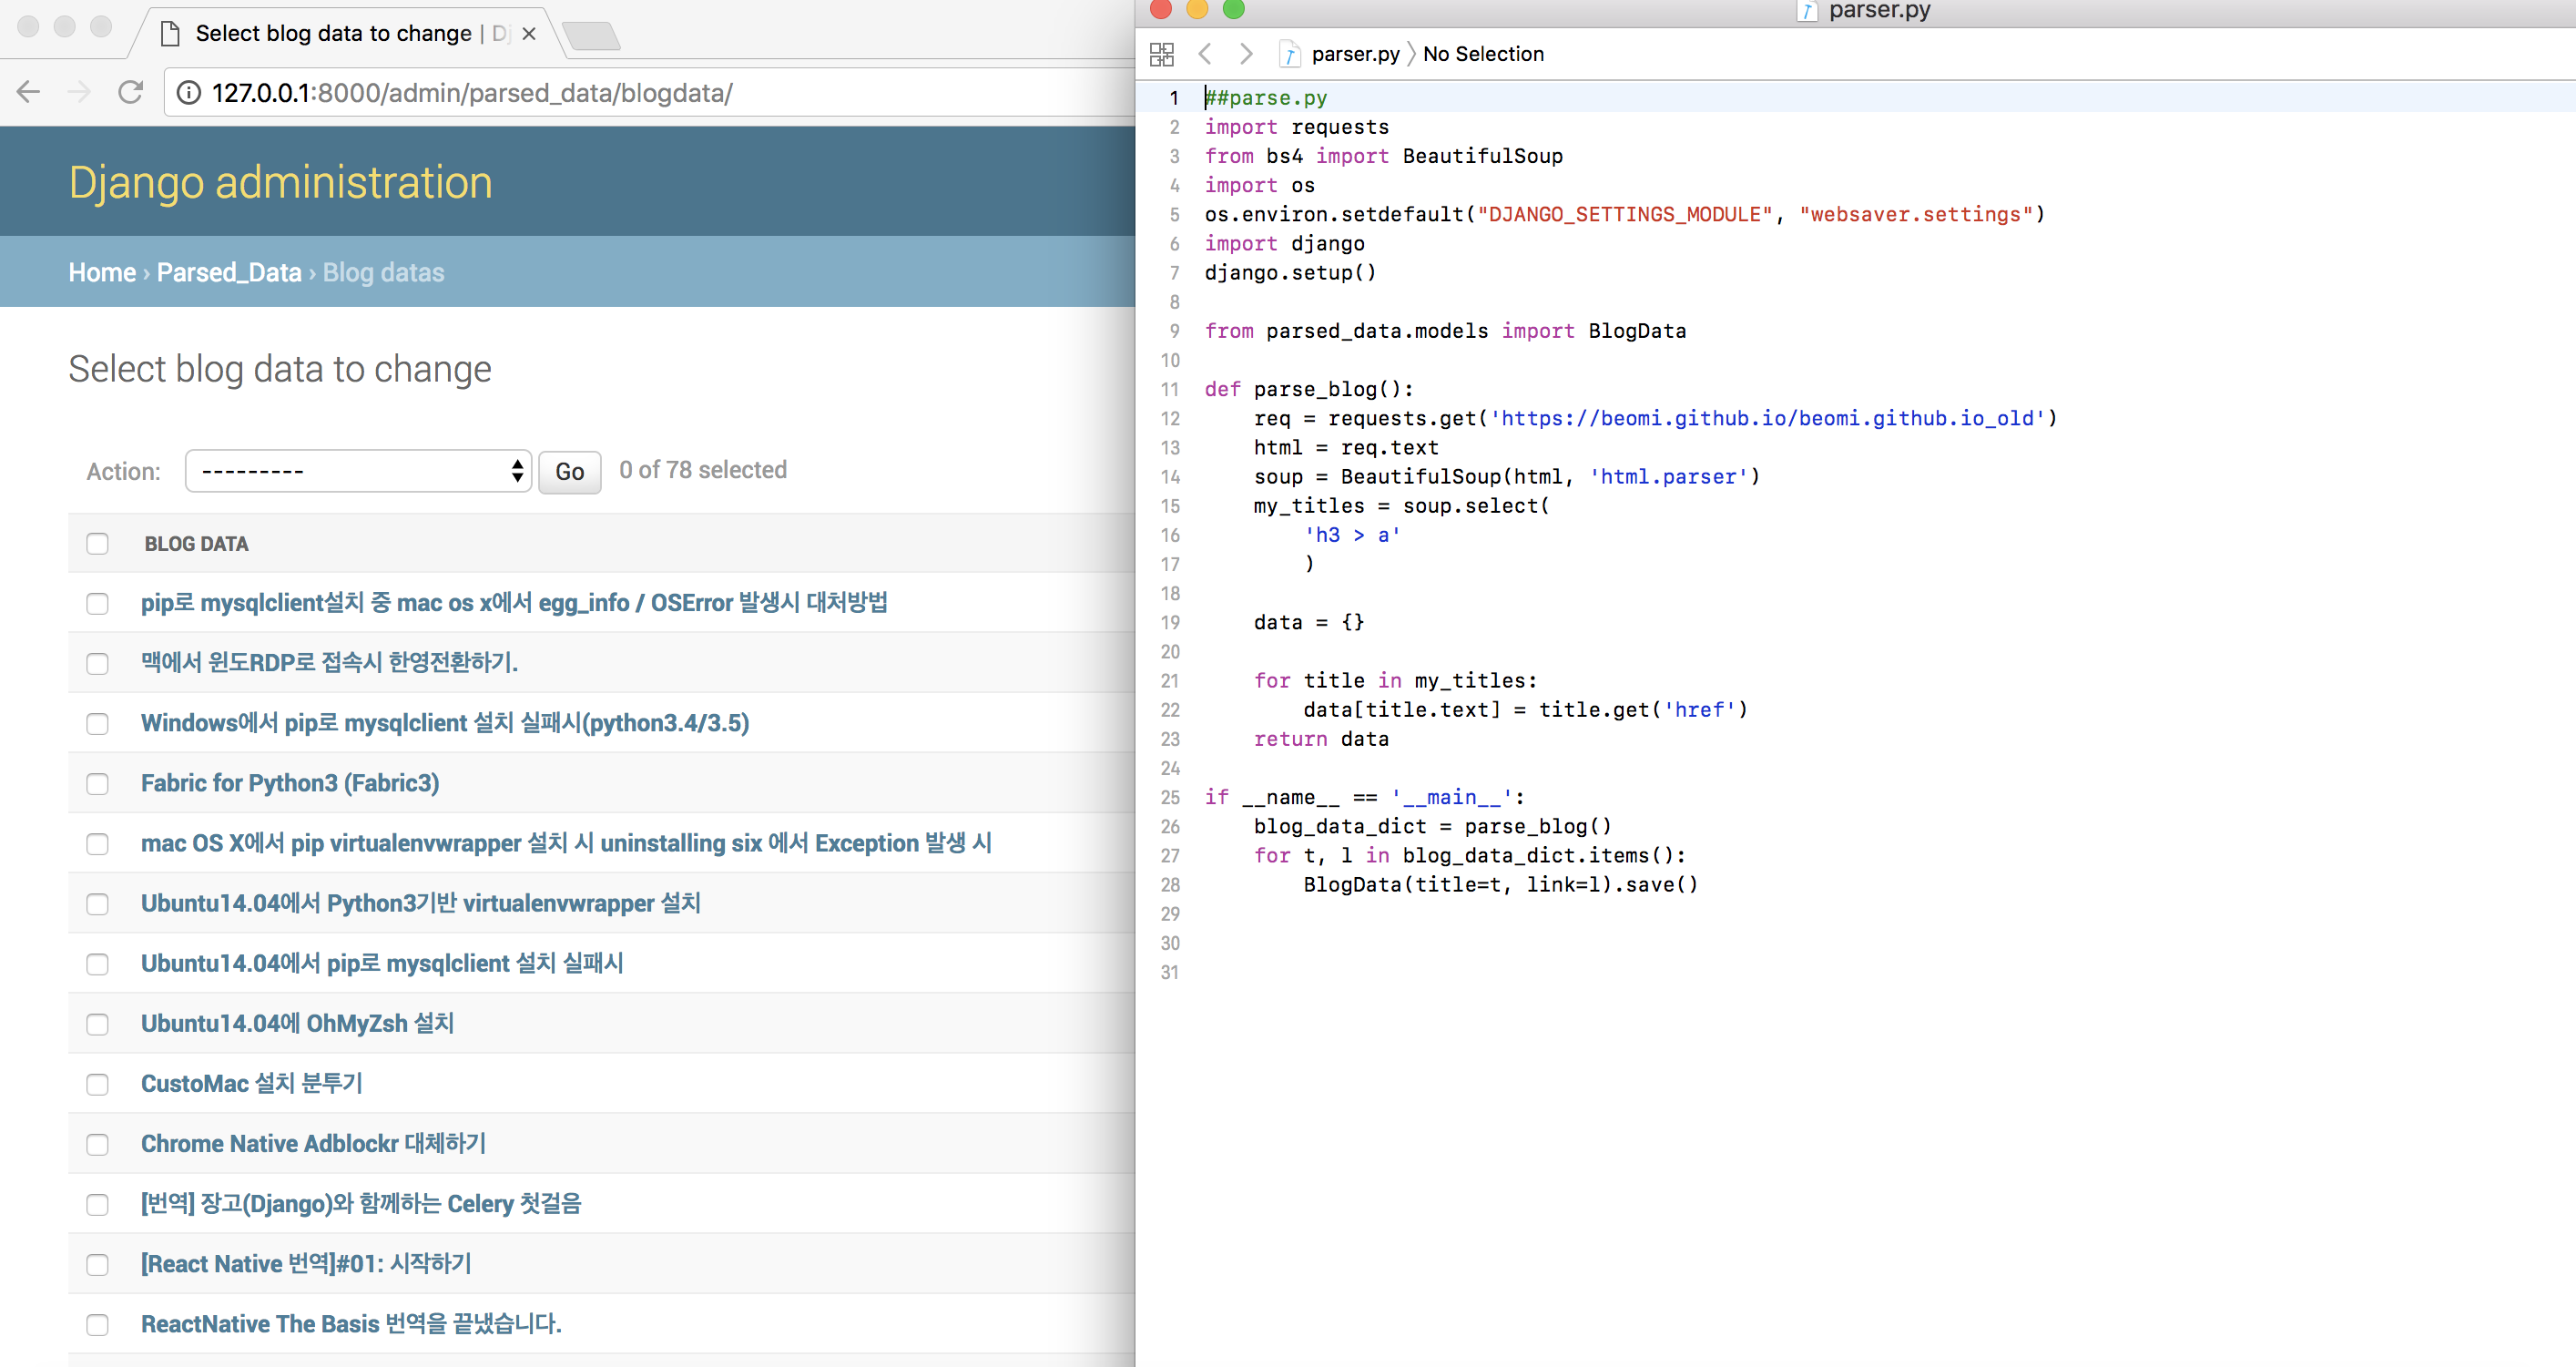 Select blog data to change | Dj
127.0.0.1:8000/admin/parsed_data/blogdata/
Django administration
Home › Parsed_Data › Blog datas
Select blog data to change
Action: --------- Go 0 of 78 selected
BLOG DATA
pip로 mysqlclient설치 중 mac os x에서 egg_info / OSError 발생시 대처방법
맥에서 윈도RDP로 접속시 한영전환하기.
Windows에서 pip로 mysqlclient 설치 실패시(python3.4/3.5)
Fabric for Python3 (Fabric3)
mac OS X에서 pip virtualenvwrapper 설치 시 uninstalling six 에서 Exception 발생 시
Ubuntu14.04에서 Python3기반 virtualenvwrapper 설치
Ubuntu14.04에서 pip로 mysqlclient 설치 실패시
Ubuntu14.04에 OhMyZsh 설치
CustoMac 설치 분투기
Chrome Native Adblockr 대체하기
[번역] 장고(Django)와 함께하는 Celery 첫걸음
[React Native 번역]#01: 시작하기
ReactNative The Basis 번역을 끝냈습니다.
parser.py
parser.py 〉 No Selection
1 ##parse.py
2 import requests
3 from bs4 import BeautifulSoup
4 import os
5 os.environ.setdefault("DJANGO_SETTINGS_MODULE", "websaver.settings")
6 import django
7 django.setup()
8
9 from parsed_data.models import BlogData
10
11 def parse_blog():
12     req = requests.get('https://beomi.github.io/beomi.github.io_old')
13     html = req.text
14     soup = BeautifulSoup(html, 'html.parser')
15     my_titles = soup.select(
16         'h3 > a'
17         )
18
19     data = {}
20
21     for title in my_titles:
22         data[title.text] = title.get('href')
23     return data
24
25 if __name__ == '__main__':
26     blog_data_dict = parse_blog()
27     for t, l in blog_data_dict.items():
28         BlogData(title=t, link=l).save()
29
30
31